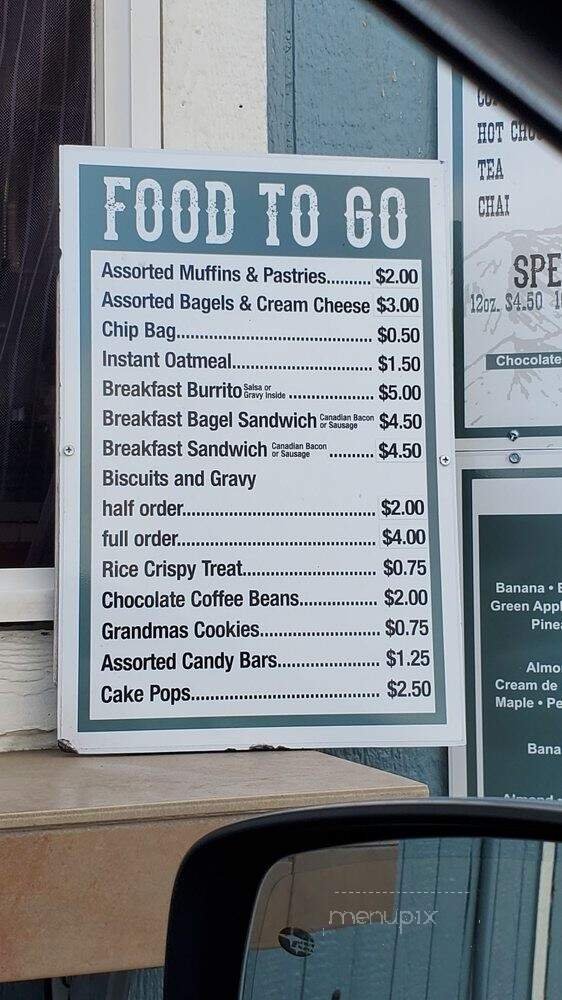 FOOD TO GO
Assorted Muffins & Pastries.......... $2.00
Assorted Bagels & Cream Cheese $3.00
Chip Bag........................................ $0.50
Instant Oatmeal............................. $1.50
Breakfast Burrito Salsa or Gravy Inside .................. $5.00
Breakfast Bagel Sandwich Canadian Bacon or Sausage $4.50
Breakfast Sandwich Canadian Bacon or Sausage .......... $4.50
Biscuits and Gravy
half order....................................... $2.00
full order......................................... $4.00
Rice Crispy Treat........................... $0.75
Chocolate Coffee Beans................ $2.00
Grandmas Cookies......................... $0.75
Assorted Candy Bars..................... $1.25
Cake Pops....................................... $2.50
HOT
TEA
CHAI
SPE
12oz. $4.50
Chocolate
Banana •
Green Appl
Pine
Almo
Cream de
Maple • Pe
Bana
menupix